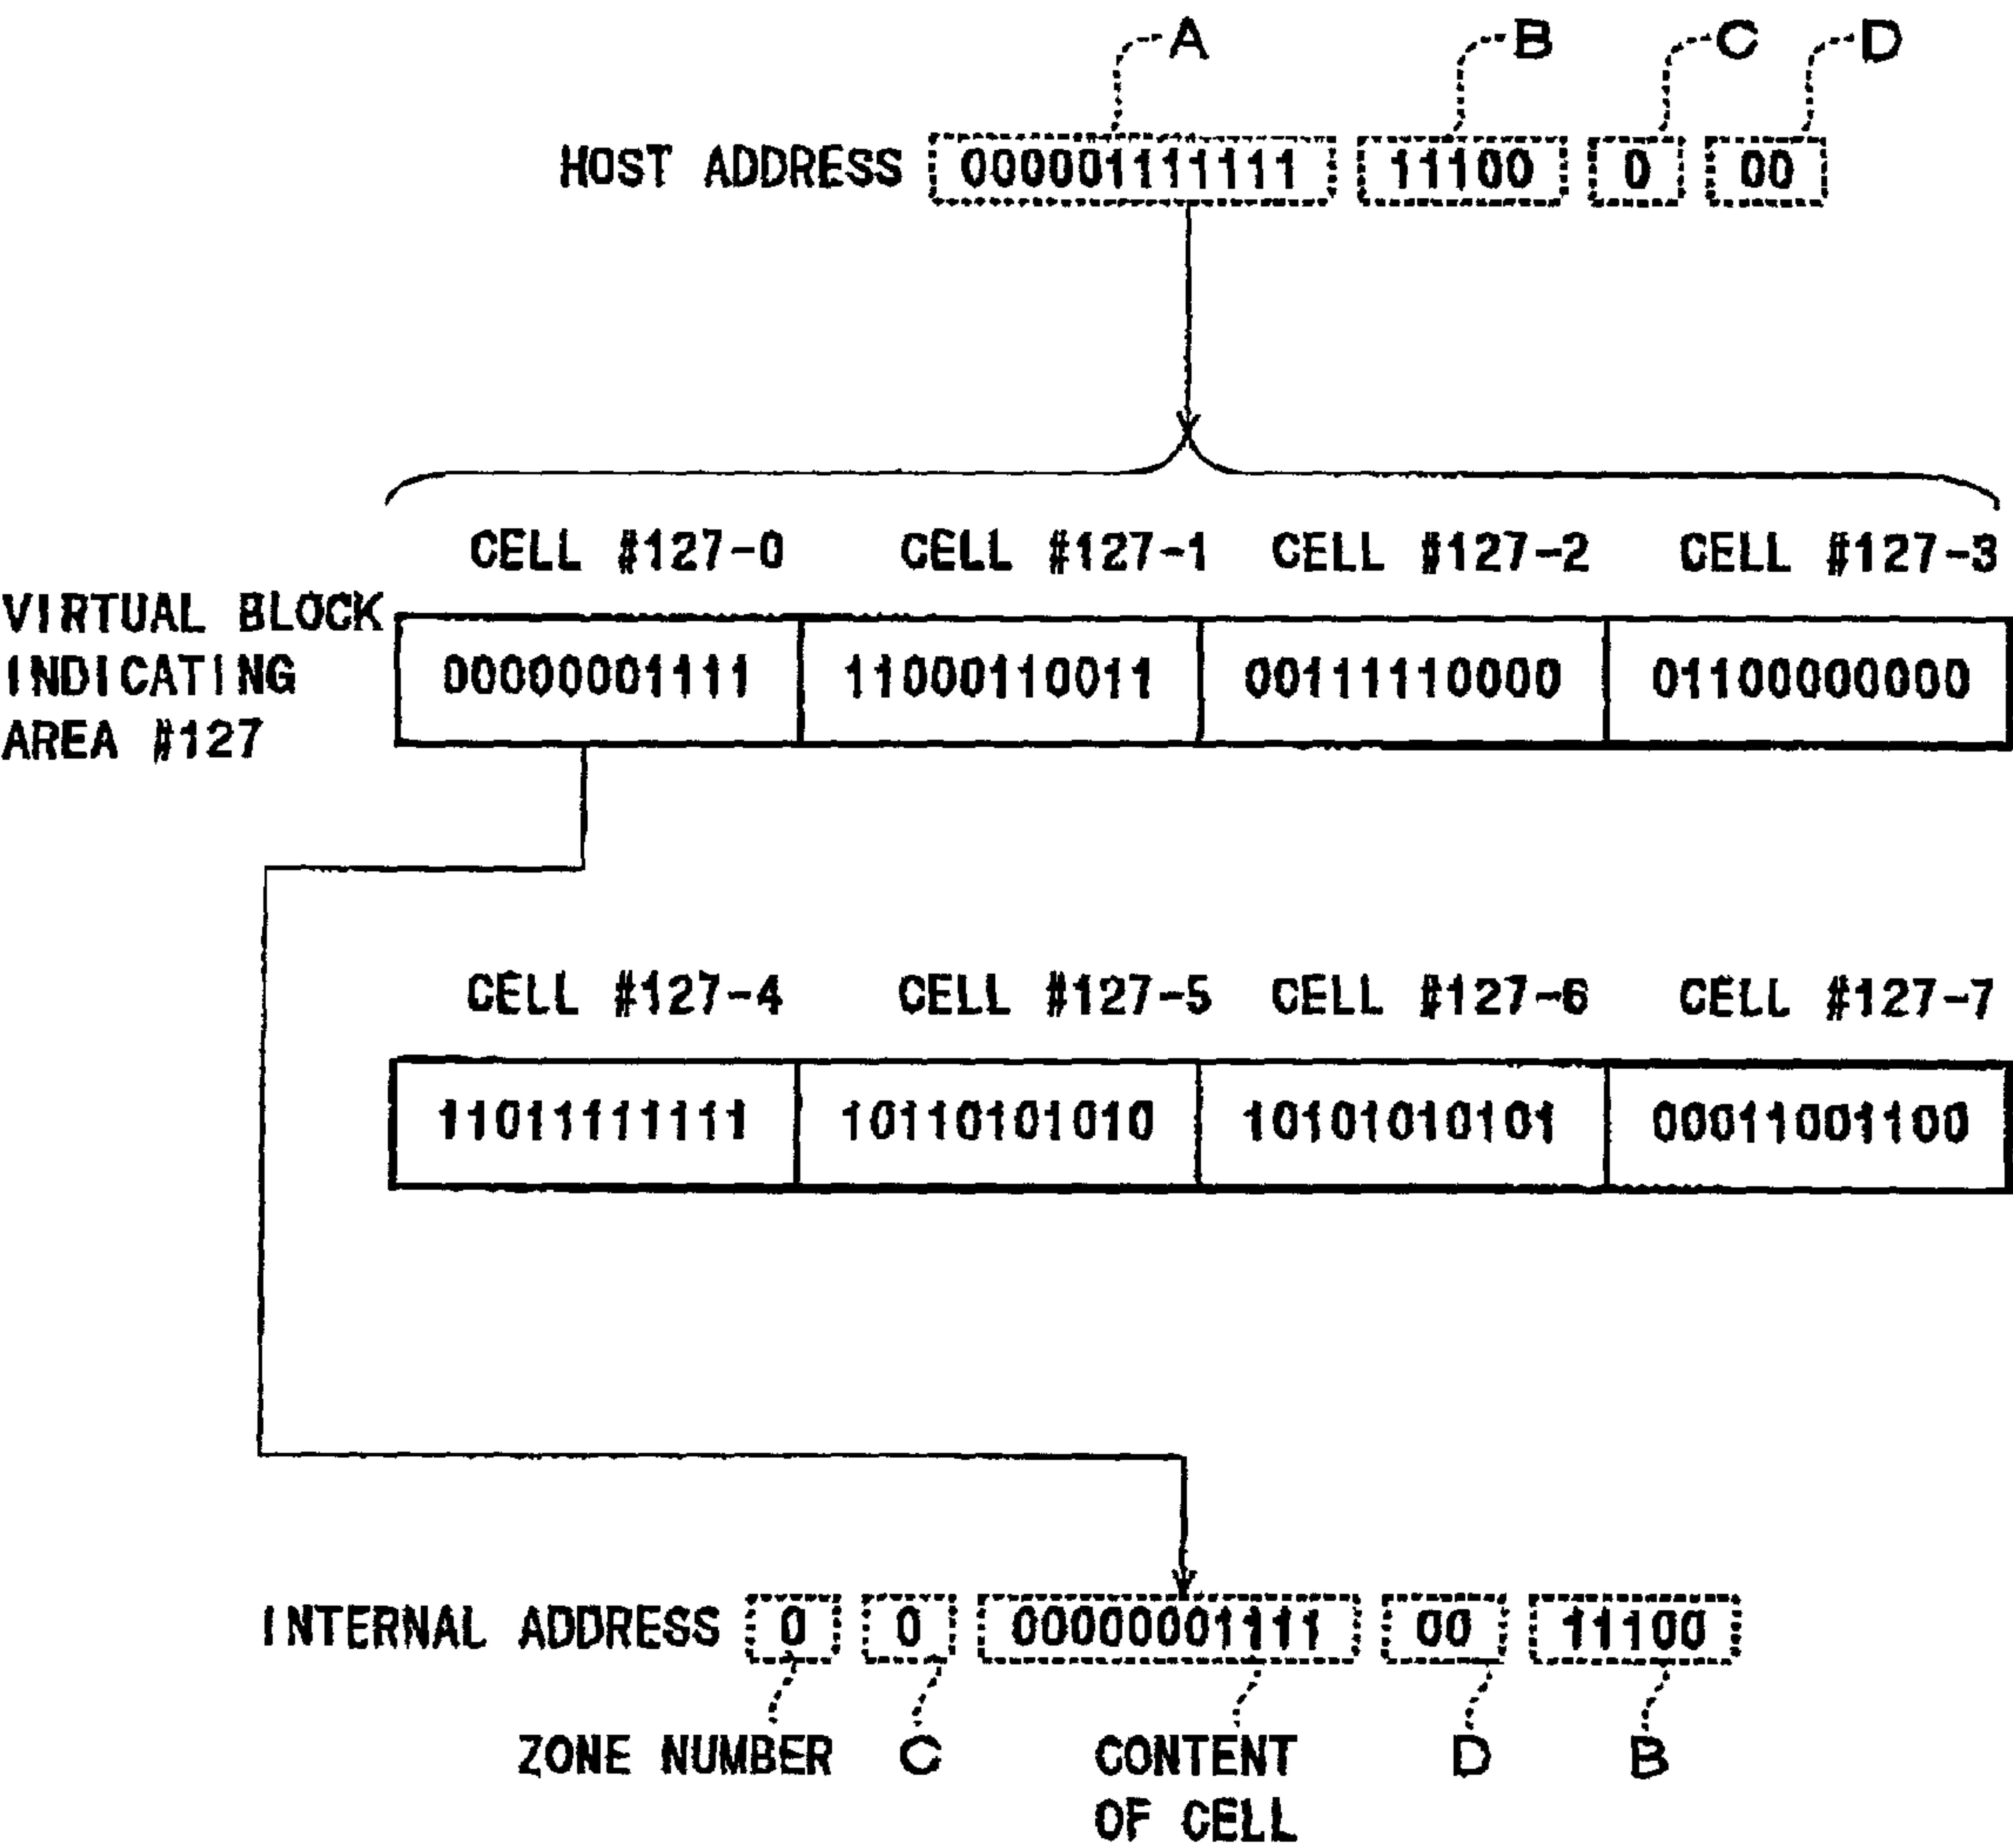 A B C D
HOST ADDRESS 000001111111 11100 0 00
CELL #127-0 CELL #127-1 CELL #127-2 CELL #127-3
VIRTUAL BLOCK
INDICATING
AREA #127
00000001111 11000110011 00111110000 01100000000
CELL #127-4 CELL #127-5 CELL #127-6 CELL #127-7
11011111111 10110101010 10101010101 00011001100
INTERNAL ADDRESS 0 0 00000001111 00 11100
ZONE NUMBER C CONTENT D B
OF CELL